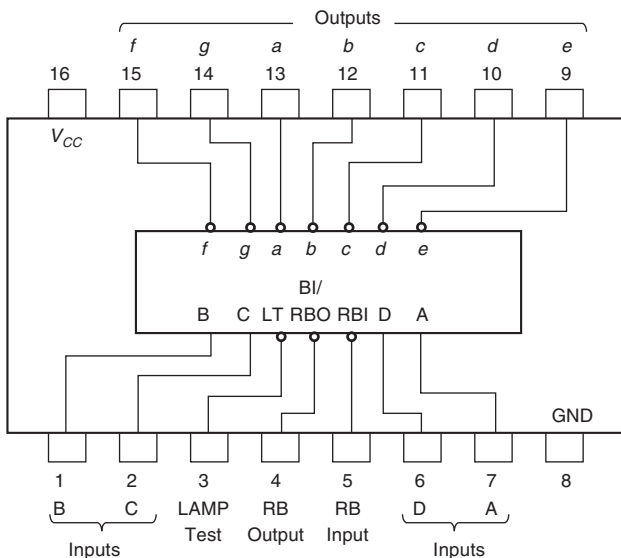 Outputs
f g a b c d e
16 15 14 13 12 11 10 9
VCC
f g a b c d e
BI/
B C LT RBO RBI D A
GND
1 2 3 4 5 6 7 8
B C LAMP RB RB D A
Test Output Input
Inputs Inputs